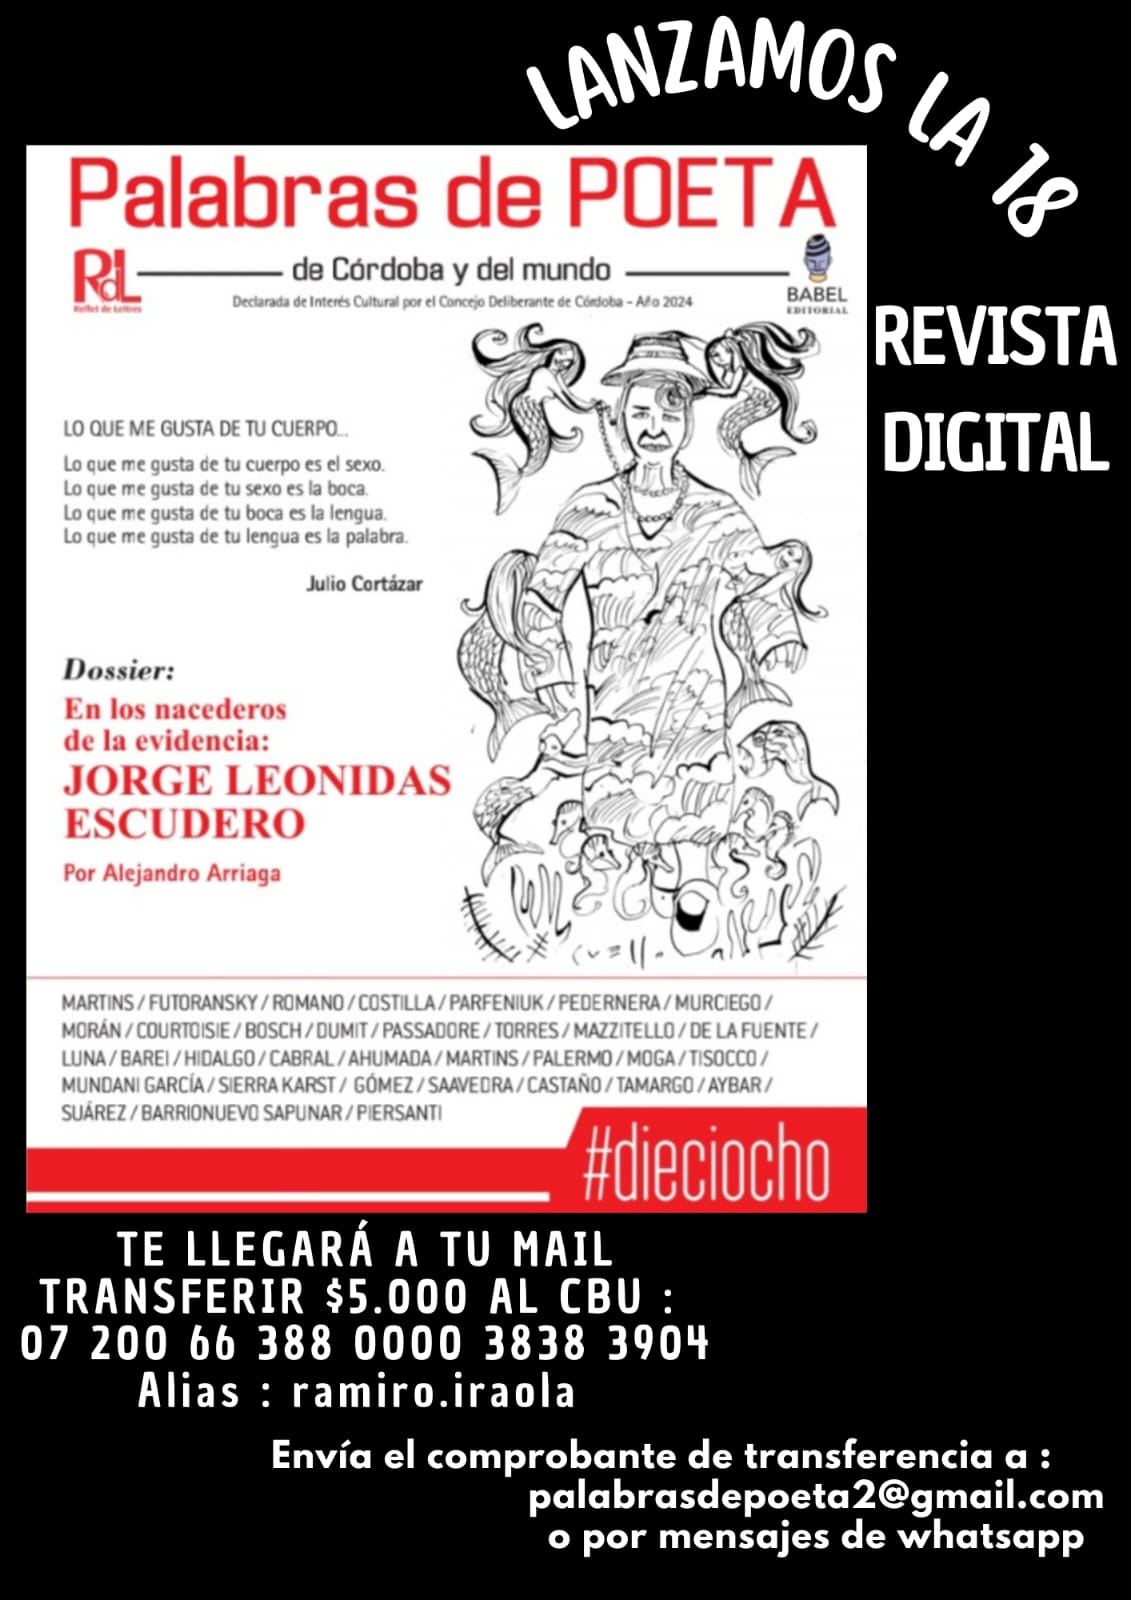 LANZAMOS LA 18
Palabras de POETA
RdL
Reflet de Lettres
de Córdoba y del mundo
Declarada de Interés Cultural por el Concejo Deliberante de Córdoba – Año 2024
BABEL
EDITORIAL
REVISTA
DIGITAL
LO QUE ME GUSTA DE TU CUERPO...
Lo que me gusta de tu cuerpo es el sexo.
Lo que me gusta de tu sexo es la boca.
Lo que me gusta de tu boca es la lengua.
Lo que me gusta de tu lengua es la palabra.
Julio Cortázar
Dossier:
En los nacederos
de la evidencia:
JORGE LEONIDAS
ESCUDERO
Por Alejandro Arriaga
MARTINS / FUTORANSKY / ROMANO / COSTILLA / PARFENIUK / PEDERNERA / MURCIEGO /
MORÁN / COURTOISIE / BOSCH / DUMIT / PASSADORE / TORRES / MAZZITELLO / DE LA FUENTE /
LUNA / BAREI / HIDALGO / CABRAL / AHUMADA / MARTINS / PALERMO / MOGA / TISOCCO /
MUNDANI GARCÍA / SIERRA KARST / GÓMEZ / SAAVEDRA / CASTAÑO / TAMARGO / AYBAR /
SUÁREZ / BARRIONUEVO SAPUNAR / PIERSANTI
#dieciocho
TE LLEGARÁ A TU MAIL
TRANSFERIR $5.000 AL CBU :
07 200 66 388 0000 3838 3904
Alias : ramiro.iraola
Envía el comprobante de transferencia a :
palabrasdepoeta2@gmail.com
o por mensajes de whatsapp